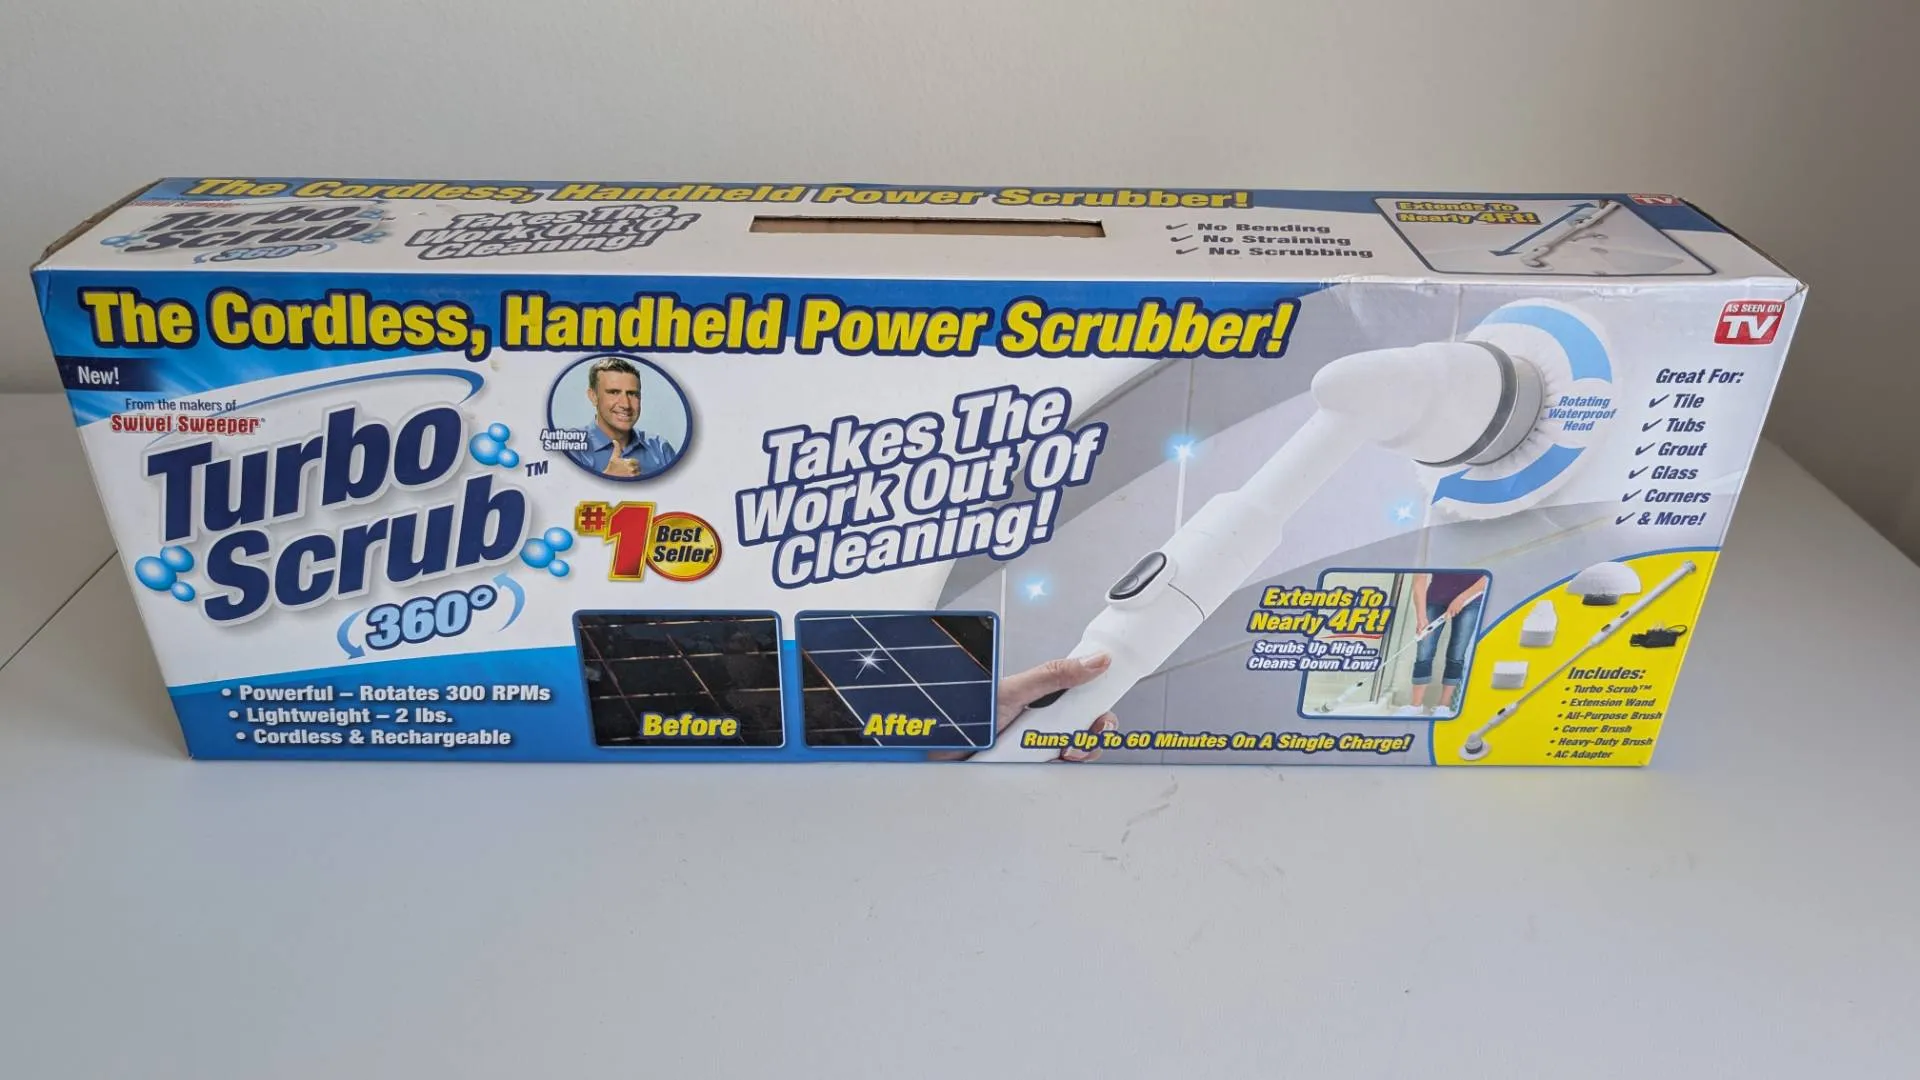 The Cordless, Handheld Power Scrubber!
Swivel Sweeper
Turbo
Scrub
360°
Takes The
Work Out Of
Cleaning!
✓ No Bending
✓ No Straining
✓ No Scrubbing
Extends To
Nearly 4Ft!
TV
The Cordless, Handheld Power Scrubber!
AS SEEN ON
TV
New!
From the makers of
Swivel Sweeper®
Turbo
Scrub™
360°
Anthony
Sullivan
#1 Best
Seller
Takes The
Work Out Of
Cleaning!
Rotating
Waterproof
Head
Great For:
✓ Tile
✓ Tubs
✓ Grout
✓ Glass
✓ Corners
✓ & More!
• Powerful – Rotates 300 RPMs
• Lightweight – 2 lbs.
• Cordless & Rechargeable
Before
After
Extends To
Nearly 4Ft!
Scrubs Up High...
Cleans Down Low!
Runs Up To 60 Minutes On A Single Charge!
Includes:
• Turbo Scrub™
• Extension Wand
• All-Purpose Brush
• Corner Brush
• Heavy-Duty Brush
• AC Adapter